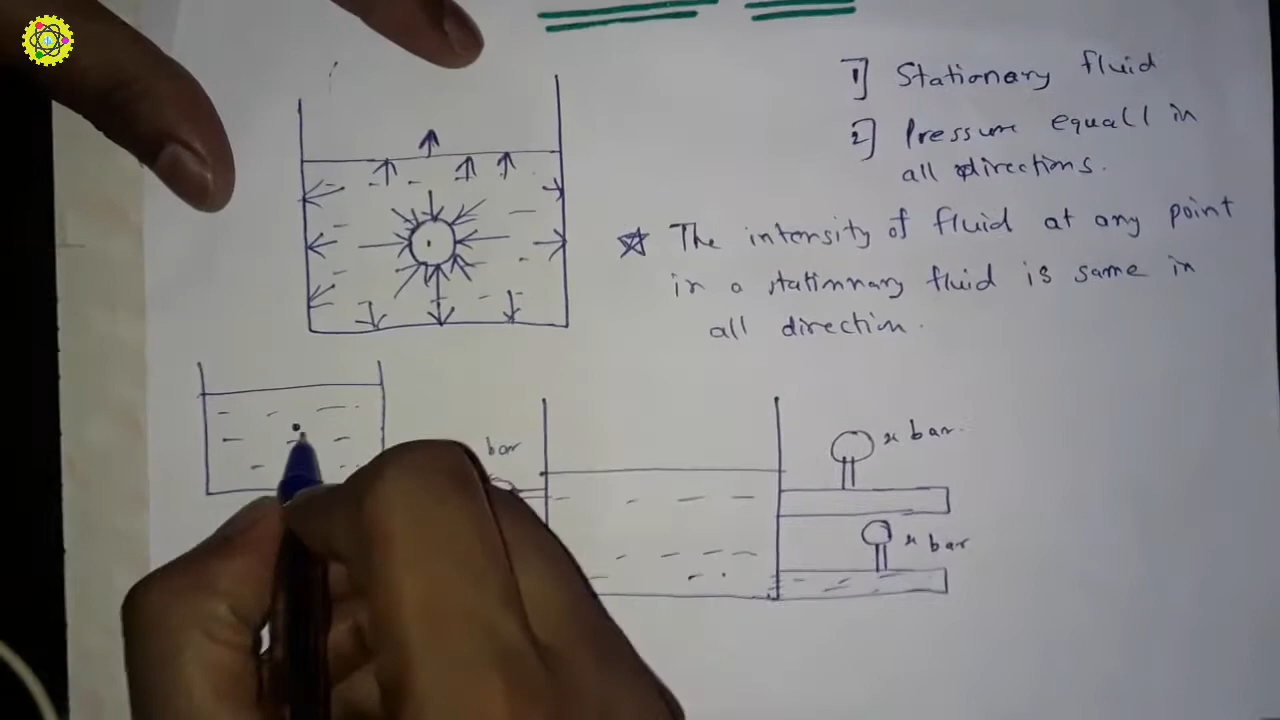 1] Stationary fluid
2] Pressure equall in
all directions.
The intensity of fluid at any point
in a stationary fluid is same in
all direction.
bar
x bar.
x bar